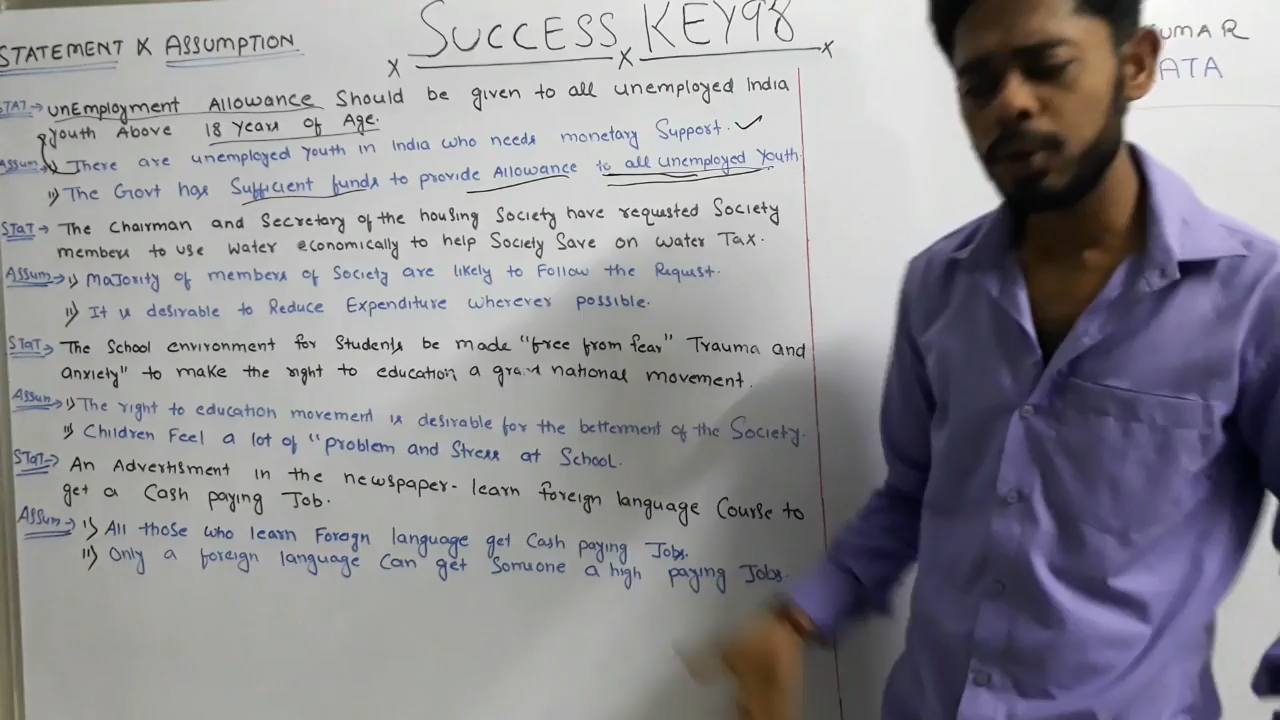 SUCCESS KEY98
STATEMENT X ASSUMPTION
UMAR
ATA
STAT → UnEmployment Allowance Should be given to all unemployed India
youth Above 18 years of Age.
Assum → i) There are unemployed youth in India who needs monetary Support. ✓
ii) The Govt has Sufficient funds to provide Allowance to all unemployed youth
STAT → The Chairman and Secretary of the housing Society have requsted Society
members to use water economically to help Society Save on water Tax.
Assum → i) Majority of members of Society are likely to Follow the Request.
ii) It is desirable to Reduce Expenditure wherever possible.
STAT → The School environment for Students be made "free from fear" Trauma and
anxiety" to make the right to education a grand national movement.
Assum → i) The right to education movement is desirable for the betterment of the Society.
ii) Children Feel a lot of "problem and Stress at School.
STAT → An Advertisment in the newspaper- learn foreign language Course to
get a Cash paying Job.
Assum → i) All those who learn Foreign language get Cash paying Jobs.
ii) Only a foreign language Can get Somone a high paying Jobs.